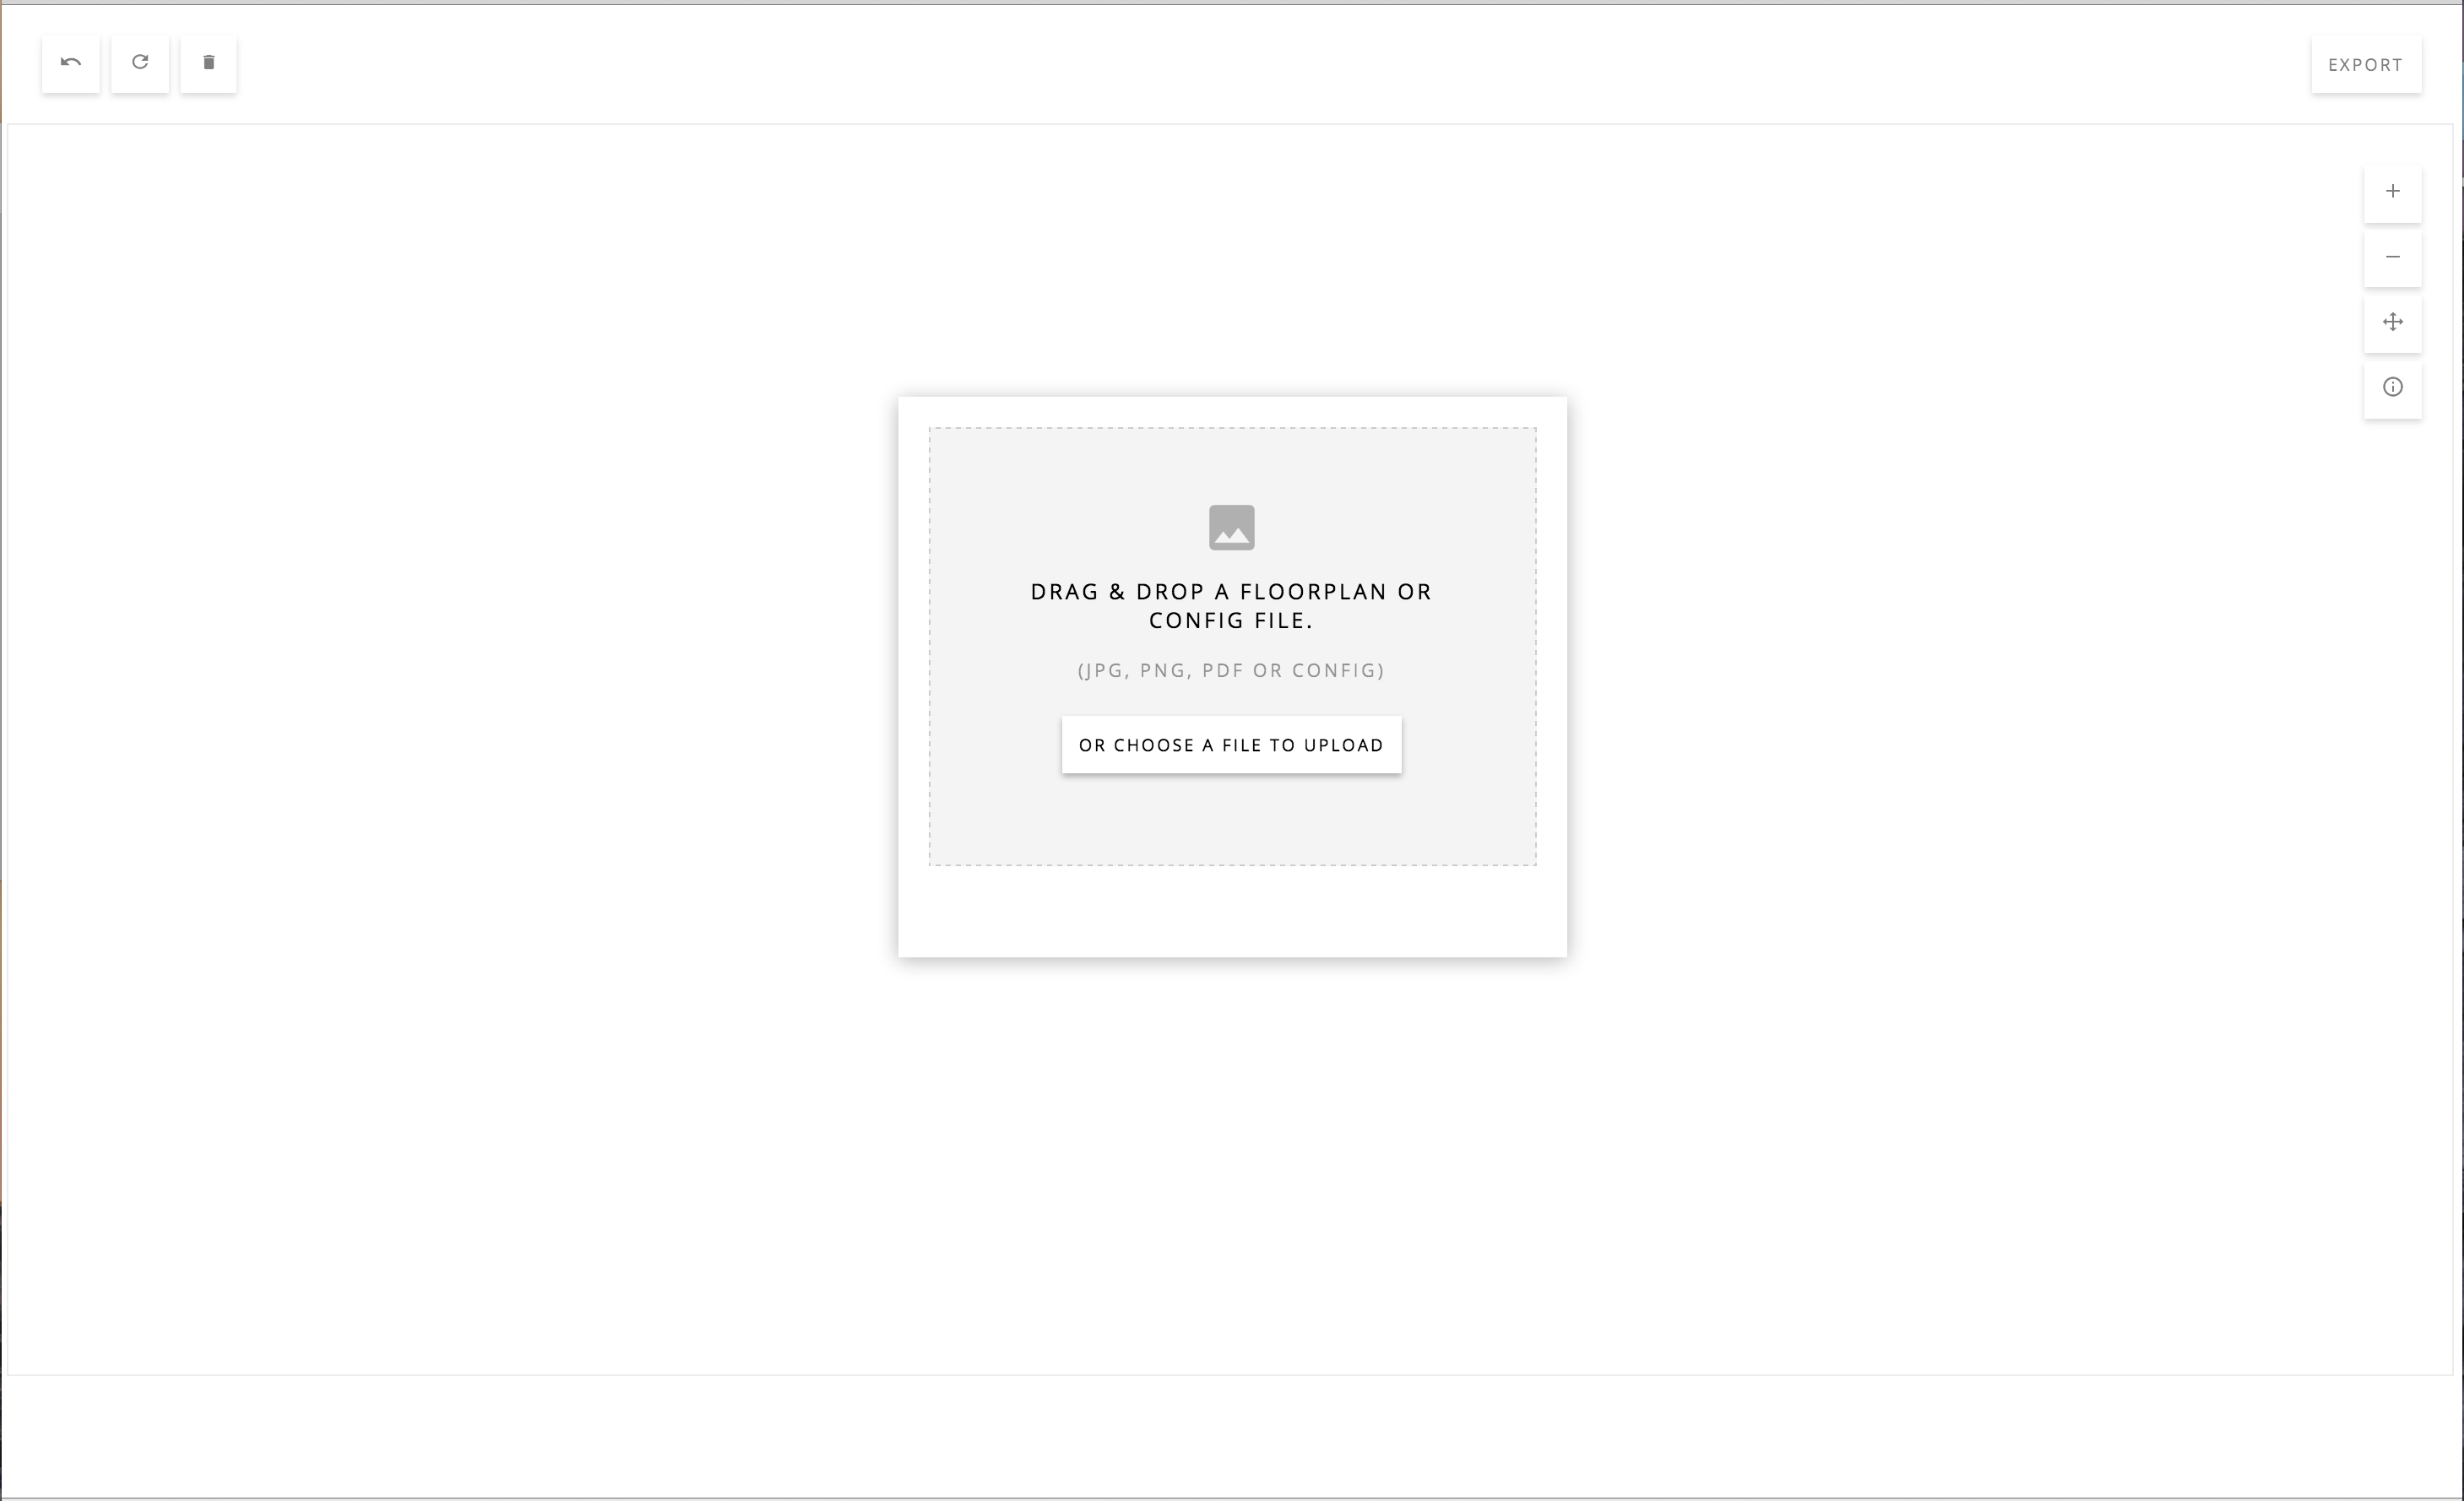 EXPORT
DRAG & DROP A FLOORPLAN OR
CONFIG FILE.
(JPG, PNG, PDF OR CONFIG)
OR CHOOSE A FILE TO UPLOAD